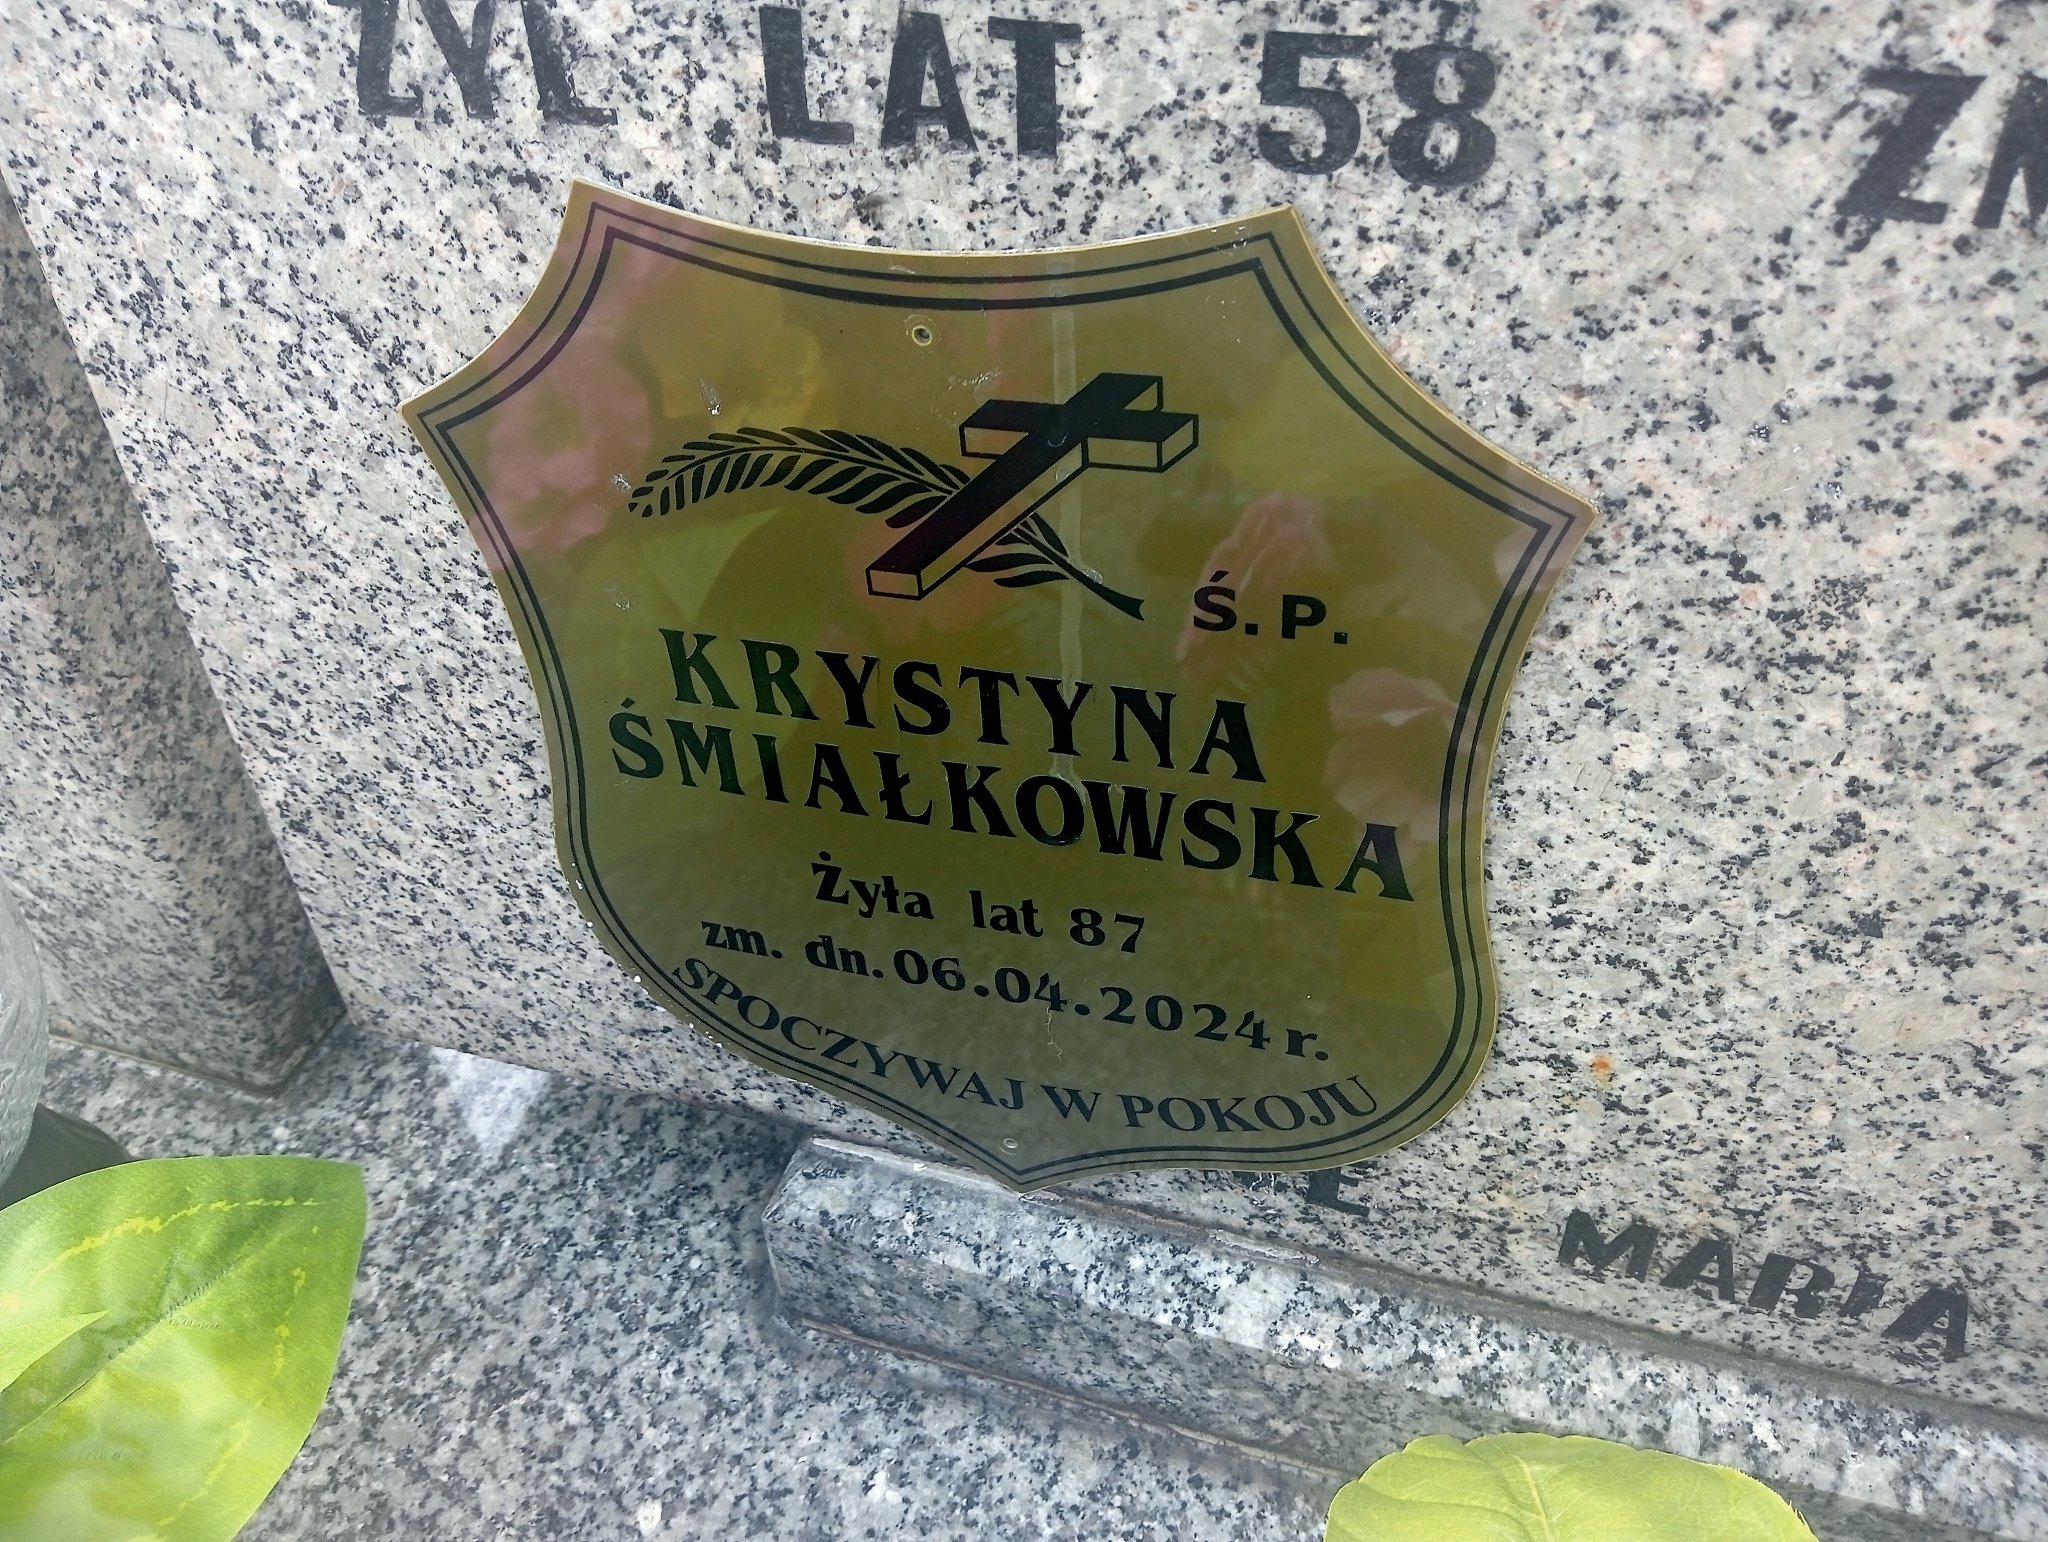 ŻYŁ LAT 58
Ś.P.
KRYSTYNA
ŚMIAŁKOWSKA
Żyła lat 87
zm. dn. 06.04.2024 r.
SPOCZYWAJ W POKOJU
MARIA